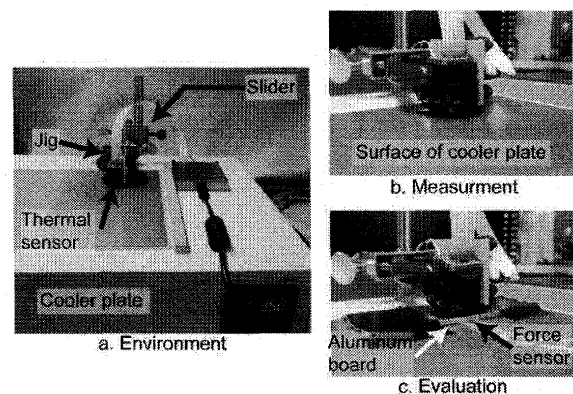 Slider
Jig
Thermal
sensor
Cooler plate
a. Environment
Surface of cooler plate
b. Measurment
Aluminum
board
Force
sensor
c. Evaluation